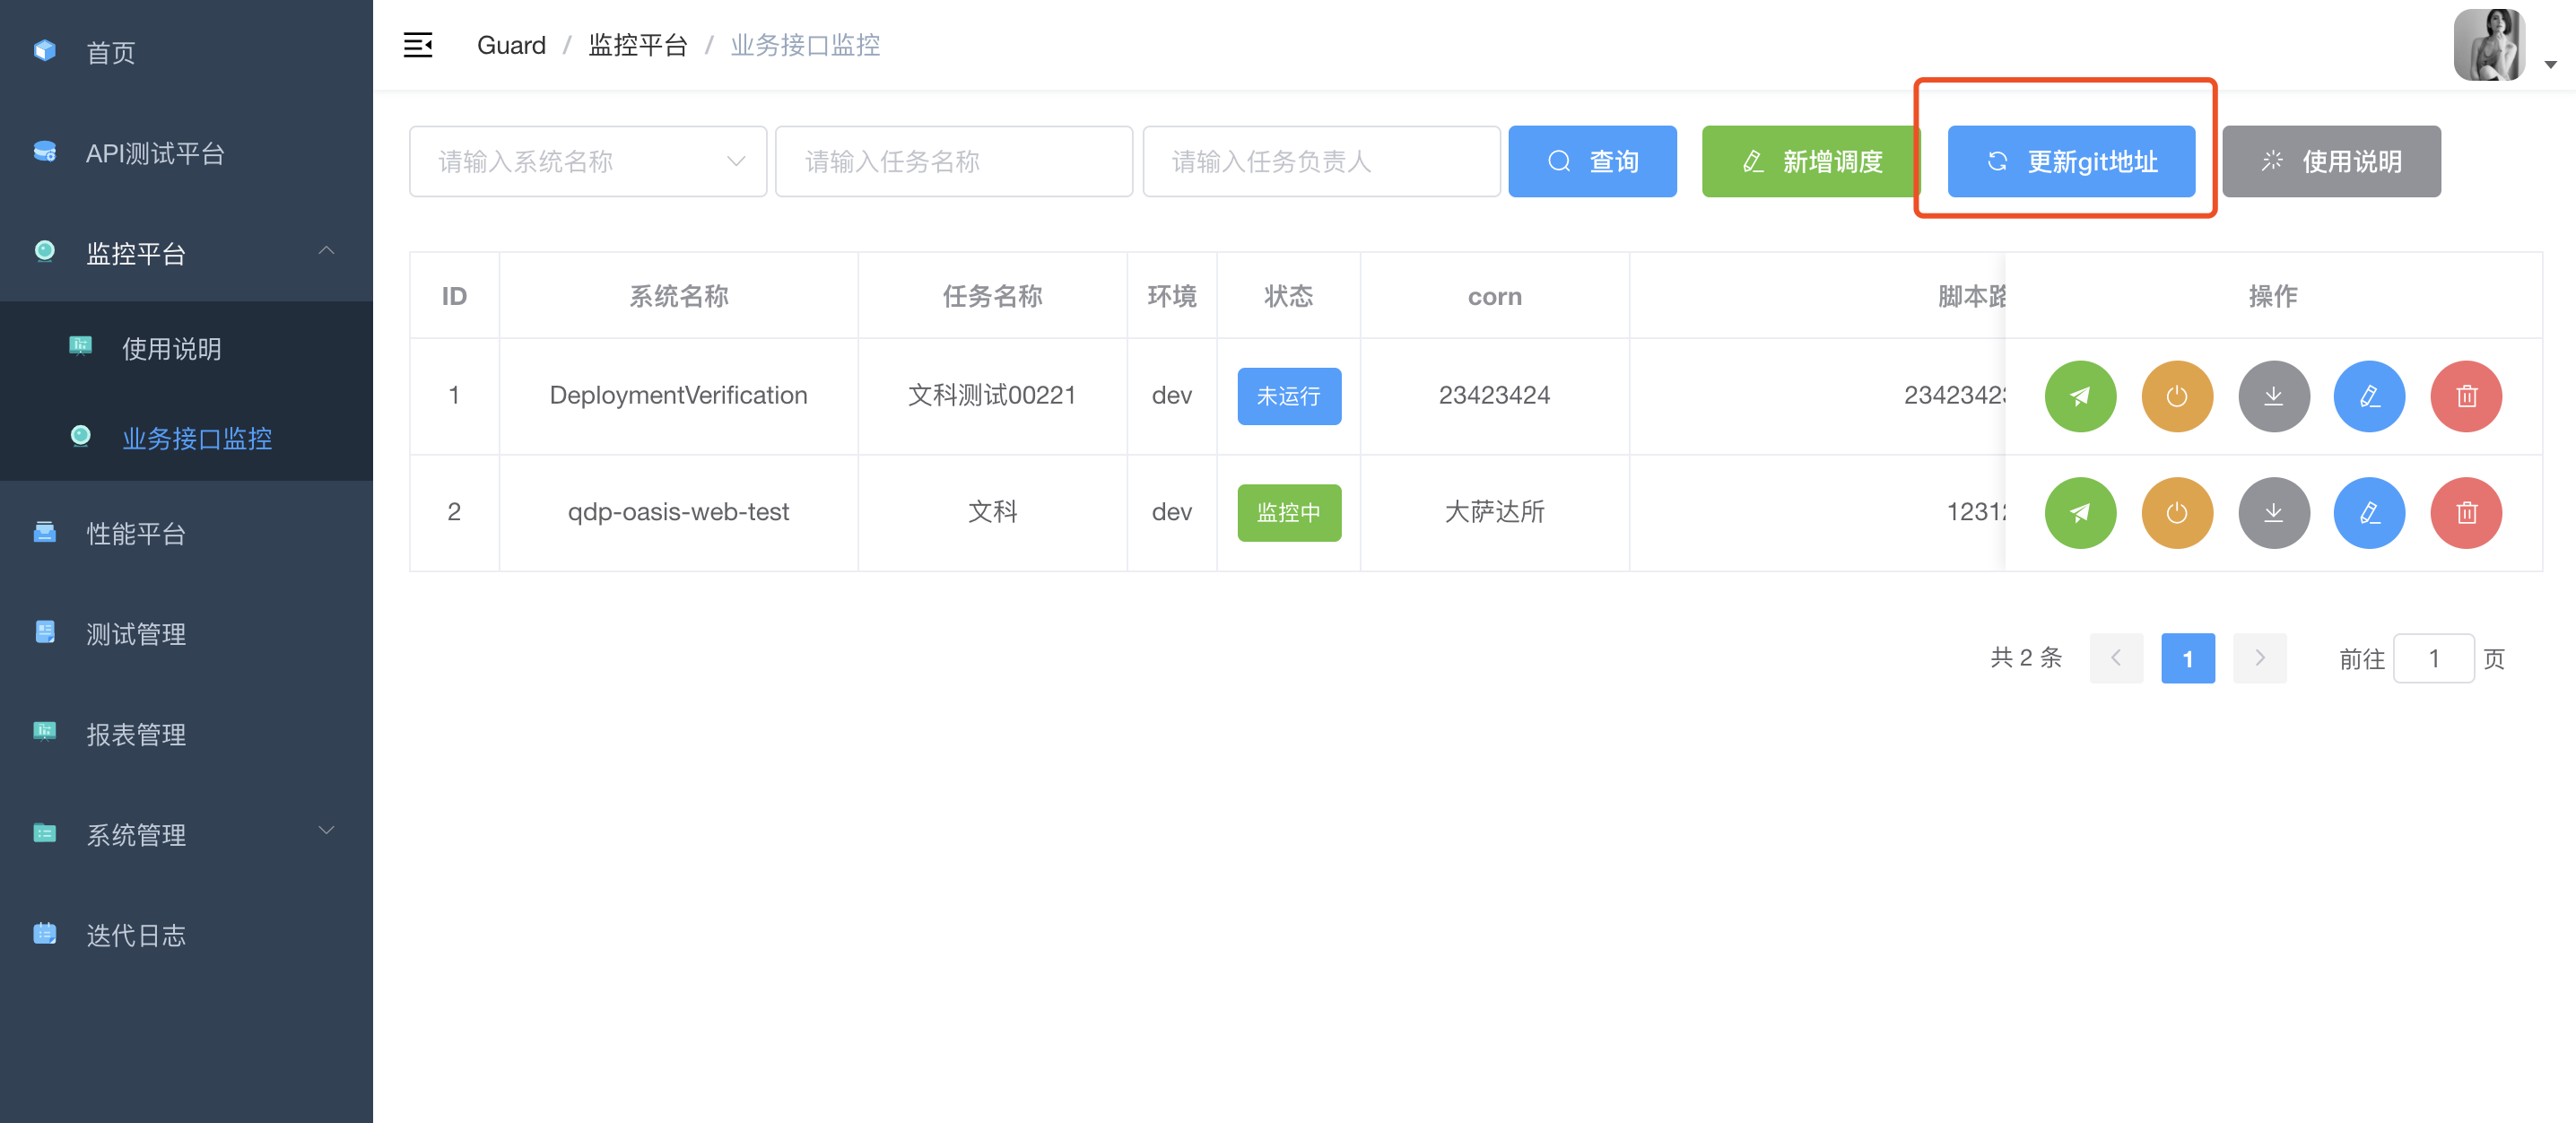 首页
API测试平台
监控平台
使用说明
业务接口监控
性能平台
测试管理
报表管理
系统管理
迭代日志
Guard / 监控平台 / 业务接口监控
请输入系统名称 请输入任务名称 请输入任务负责人 查询 新增调度 更新git地址 使用说明
ID 系统名称 任务名称 环境 状态 corn 脚本路 操作
1 DeploymentVerification 文科测试00221 dev 未运行 23423424 2342342
2 qdp-oasis-web-test 文科 dev 监控中 大萨达所 1231
共 2 条 1 前往 1 页